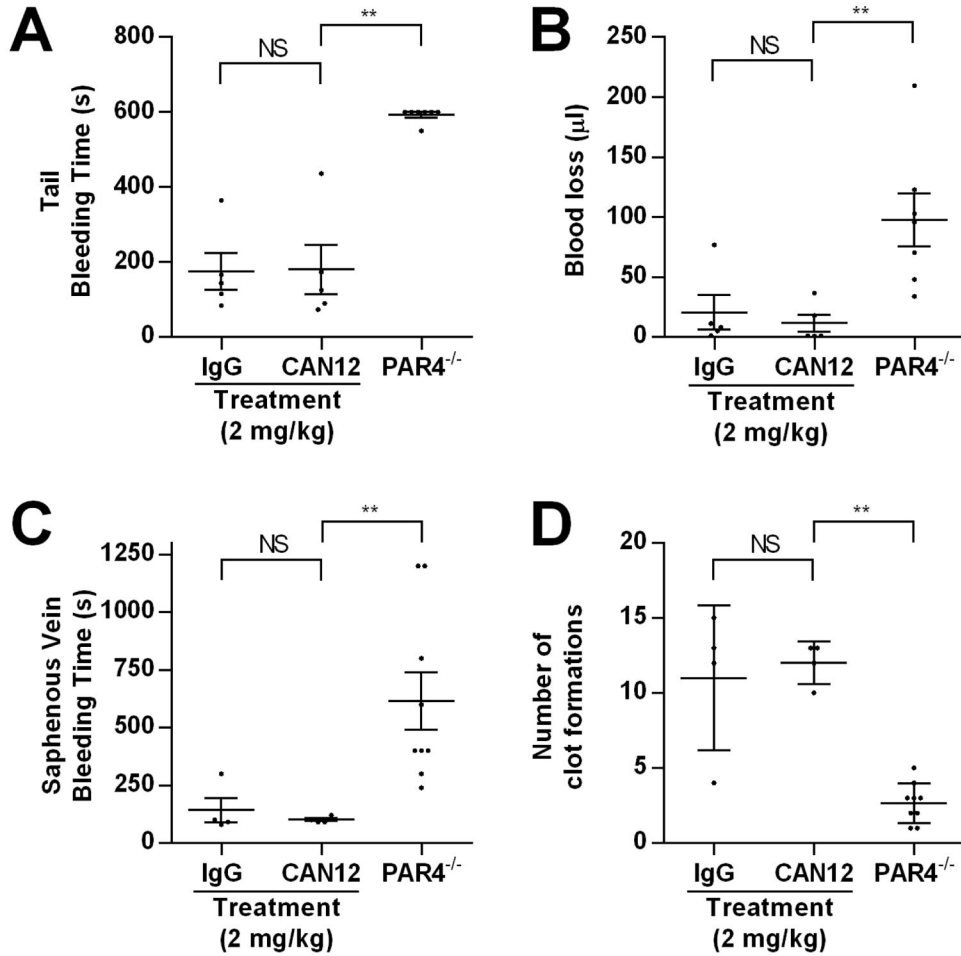 A
Tail
Bleeding Time (s)
800
600
400
200
0
NS
**
IgG
CAN12
PAR4-/-
Treatment
(2 mg/kg)
B
Blood loss (µl)
250
200
150
100
50
0
NS
**
IgG
CAN12
PAR4-/-
Treatment
(2 mg/kg)
C
Saphenous Vein
Bleeding Time (s)
1250
1000
750
500
250
0
NS
**
IgG
CAN12
PAR4-/-
Treatment
(2 mg/kg)
D
Number of
clot formations
20
15
10
5
0
NS
**
IgG
CAN12
PAR4-/-
Treatment
(2 mg/kg)